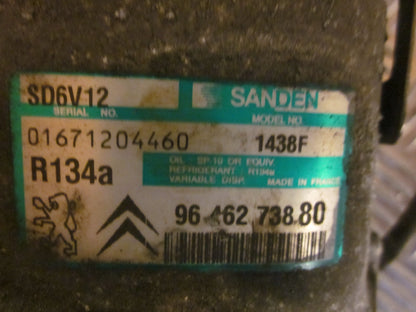 SD6V12 SANDEN
SERIAL NO. MODEL NO.
01671204460 1438F
R134a
OIL SP-10 OR EQUIV.
REFRIGERANT R134a
VARIABLE DISP. MADE IN FRANCE
96 462 738 80